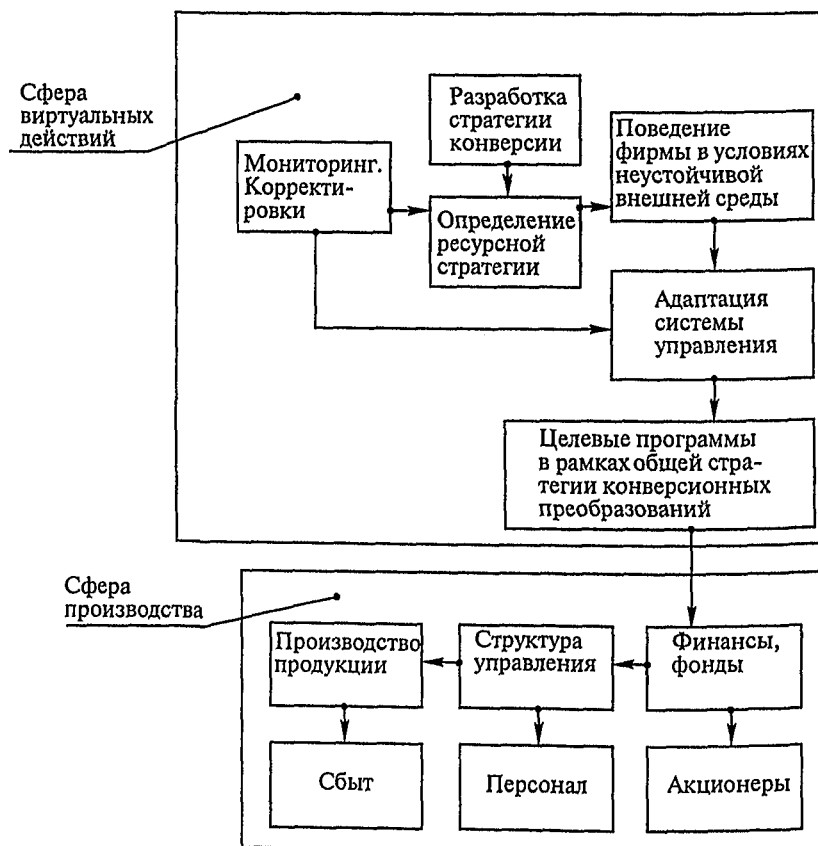 Сфера
виртуальных
действий
Разработка
стратегии
конверсии
Поведение
фирмы в условиях
неустойчивой
внешней среды
Мониторинг.
Корректи-
ровки
Определение
ресурсной
стратегии
Адаптация
системы
управления
Целевые программы
в рамках общей стра-
тегии конверсионных
преобразований
Сфера
производства
Производство
продукции
Структура
управления
Финансы,
фонды
Сбыт
Персонал
Акционеры